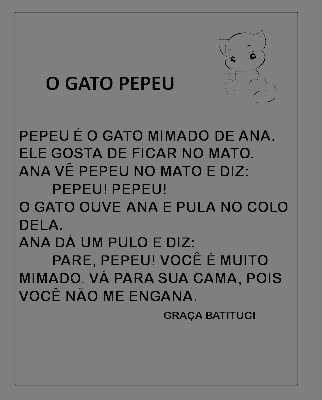 O GATO PEPEU
PEPEU É O GATO MIMADO DE ANA.
ELE GOSTA DE FICAR NO MATO.
ANA VÊ PEPEU NO MATO E DIZ:
PEPEU! PEPEU!
O GATO OUVE ANA E PULA NO COLO
DELA.
ANA DÁ UM PULO E DIZ:
PARE, PEPEU! VOCÊ É MUITO
MIMADO. VÁ PARA SUA CAMA, POIS
VOCÊ NÃO ME ENGANA.
GRAÇA BATITUCI